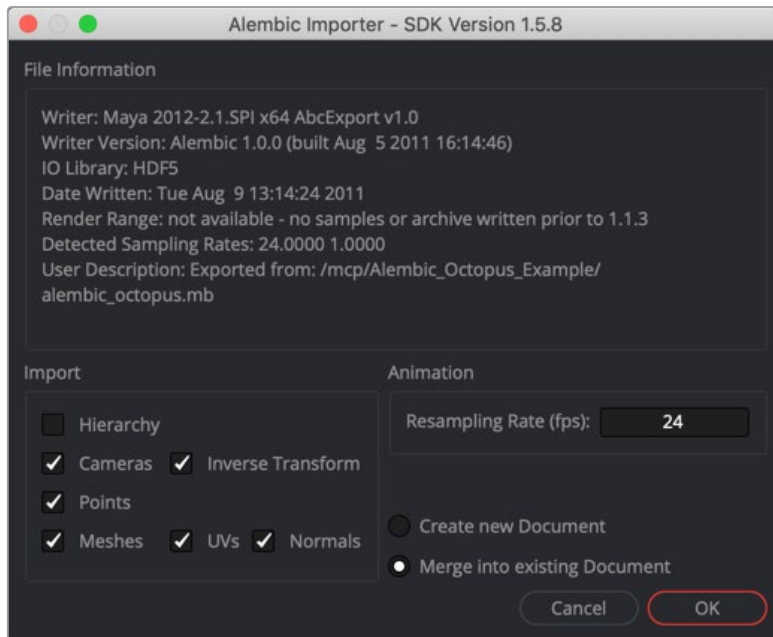 Alembic Importer - SDK Version 1.5.8
File Information
Writer: Maya 2012-2.1.SPI x64 AbcExport v1.0
Writer Version: Alembic 1.0.0 (built Aug  5 2011 16:14:46)
IO Library: HDF5
Date Written: Tue Aug  9 13:14:24 2011
Render Range: not available - no samples or archive written prior to 1.1.3
Detected Sampling Rates: 24.0000 1.0000
User Description: Exported from: /mcp/Alembic_Octopus_Example/
alembic_octopus.mb
Import
Hierarchy
Cameras Inverse Transform
Points
Meshes UVs Normals
Animation
Resampling Rate (fps): 24
Create new Document
Merge into existing Document
Cancel OK